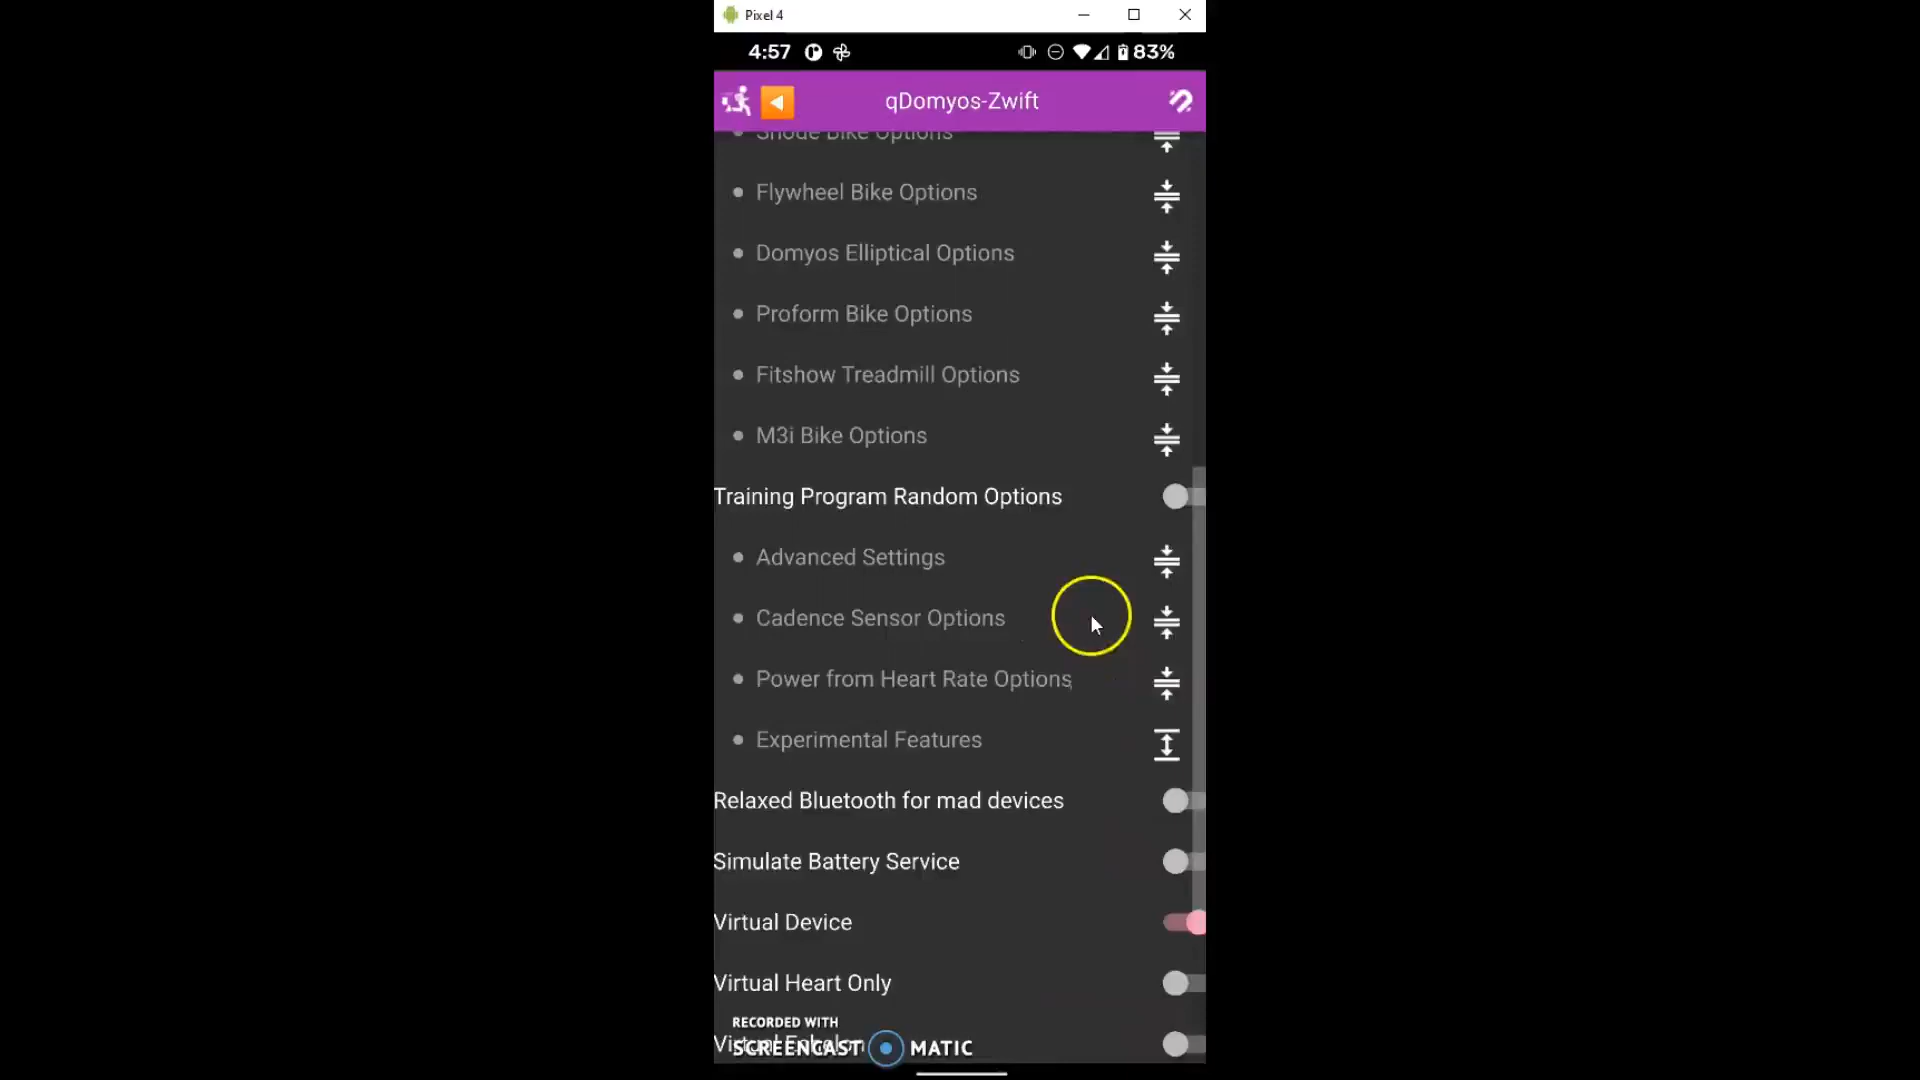 Pixel 4
4:57
83%
qDomyos-Zwift
Bike Options
Flywheel Bike Options
Domyos Elliptical Options
Proform Bike Options
Fitshow Treadmill Options
M3i Bike Options
Training Program Random Options
Advanced Settings
Cadence Sensor Options
Power from Heart Rate Options
Experimental Features
Relaxed Bluetooth for mad devices
Simulate Battery Service
Virtual Device
Virtual Heart Only
RECORDED WITH
SCREENCAST MATIC